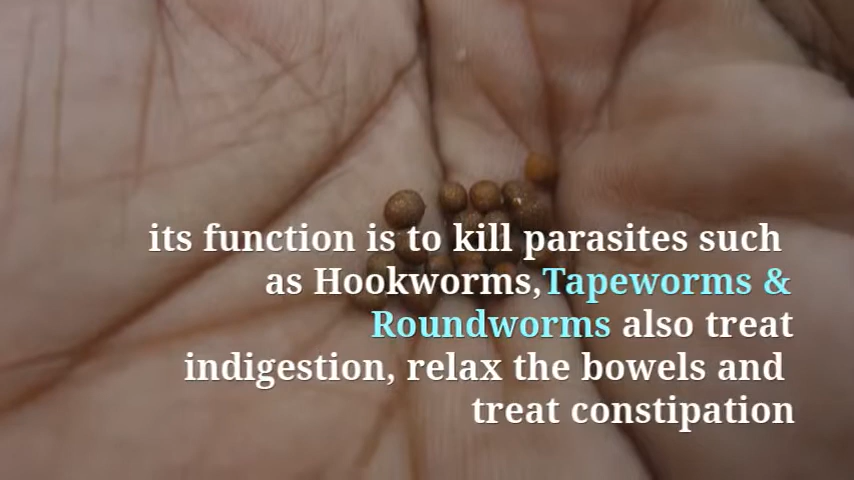 its function is to kill parasites such
as Hookworms,Tapeworms &
Roundworms also treat
indigestion, relax the bowels and
treat constipation